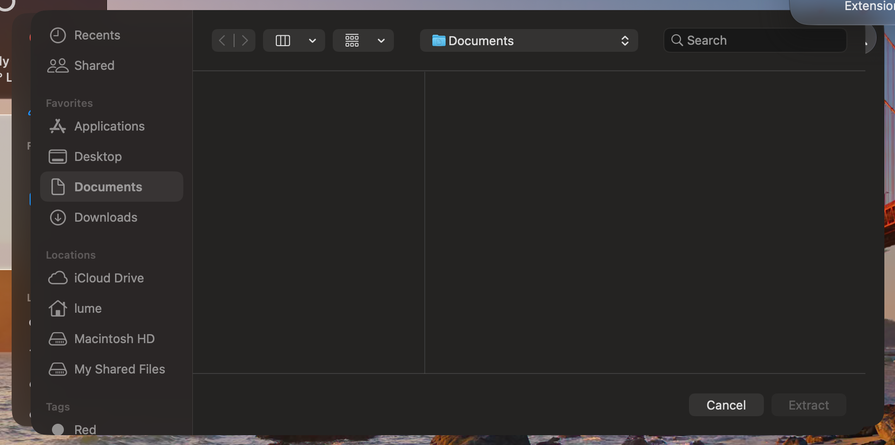 Extension
Recents
Shared
Documents
Search
Favorites
Applications
Desktop
Documents
Downloads
Locations
iCloud Drive
lume
Macintosh HD
My Shared Files
Tags
Red
Cancel
Extract